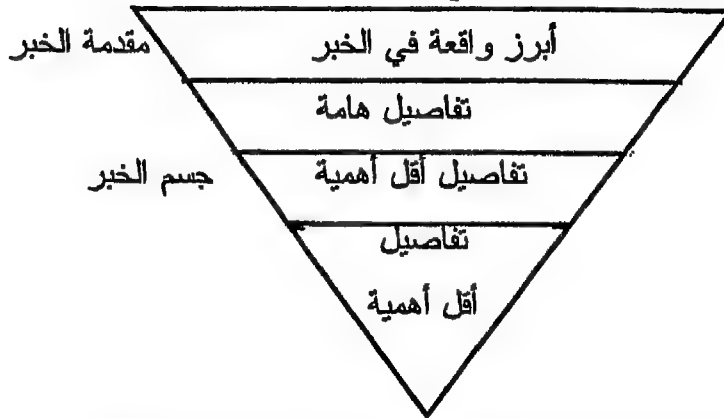 مقدمة الخبر
أبرز واقعة في الخبر
تفاصيل هامة
جسم الخبر
تفاصيل أقل أهمية
تفاصيل
أقل أهمية